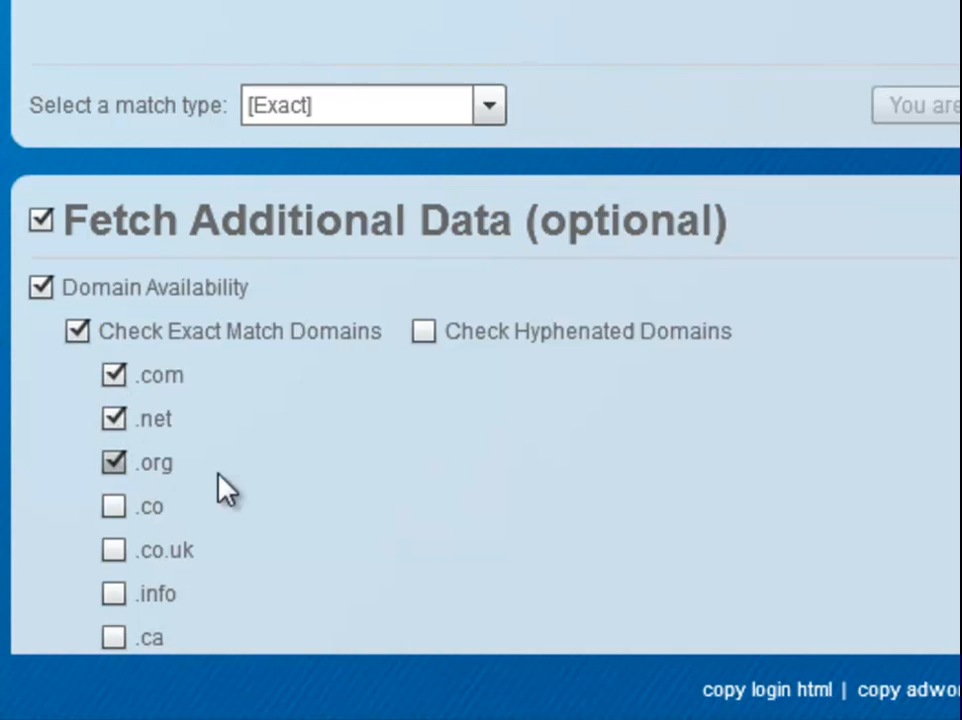 Select a match type: [Exact] You are
Fetch Additional Data (optional)
Domain Availability
Check Exact Match Domains Check Hyphenated Domains
.com
.net
.org
.co
.co.uk
.info
.ca
copy login html | copy adwo